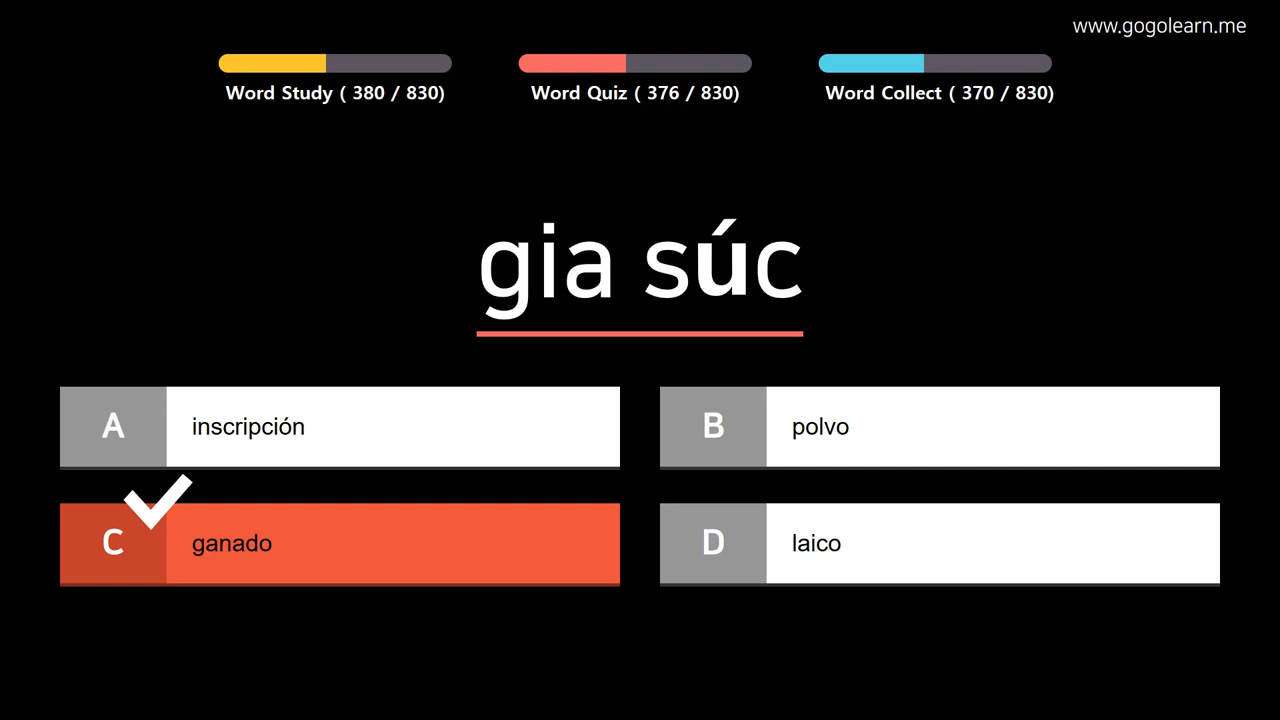 www.gogolearn.me
Word Study ( 380 / 830)
Word Quiz ( 376 / 830)
Word Collect ( 370 / 830)
gia súc
A inscripción
B polvo
C ganado
D laico